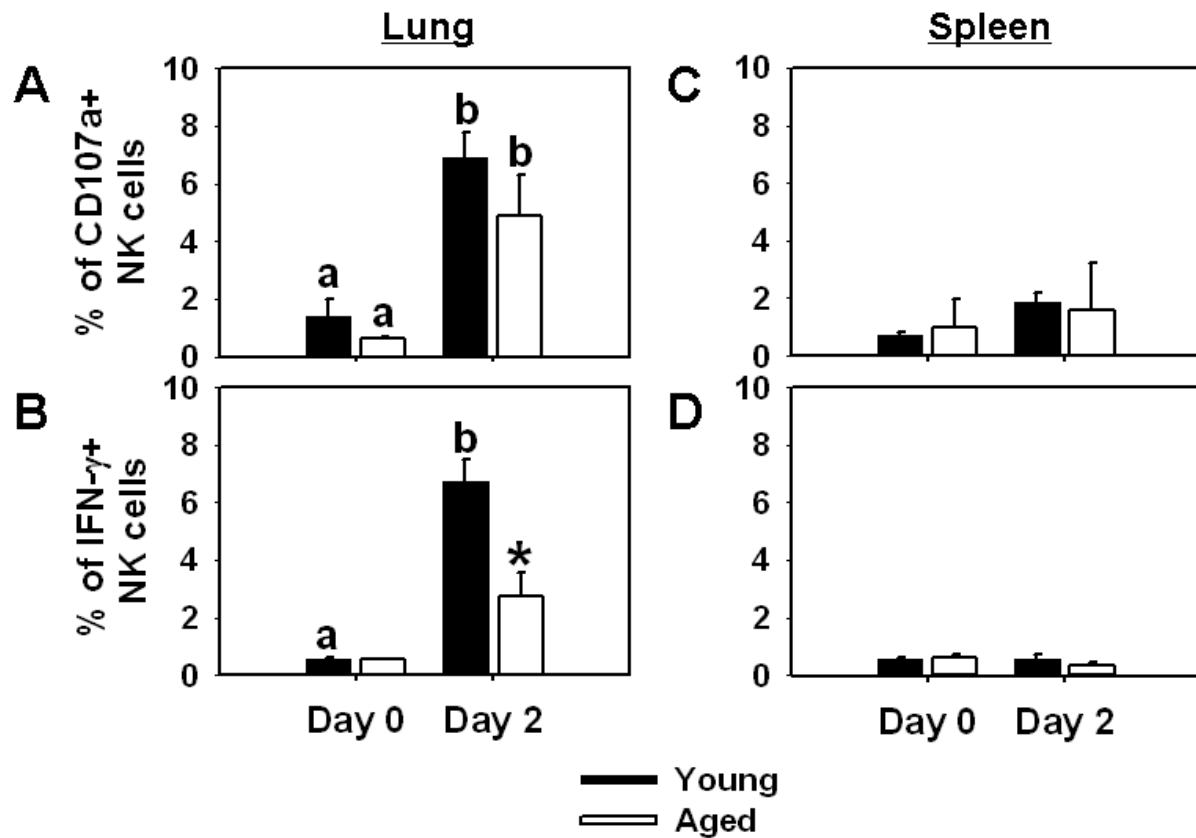 Lung
Spleen
A
% of CD107a+
NK cells
10
8
6
4
2
0
a
a
b
b
C
10
8
6
4
2
0
B
% of IFN-γ+
NK cells
10
8
6
4
2
0
a
b
*
Day 0
Day 2
D
10
8
6
4
2
0
Day 0
Day 2
Young
Aged